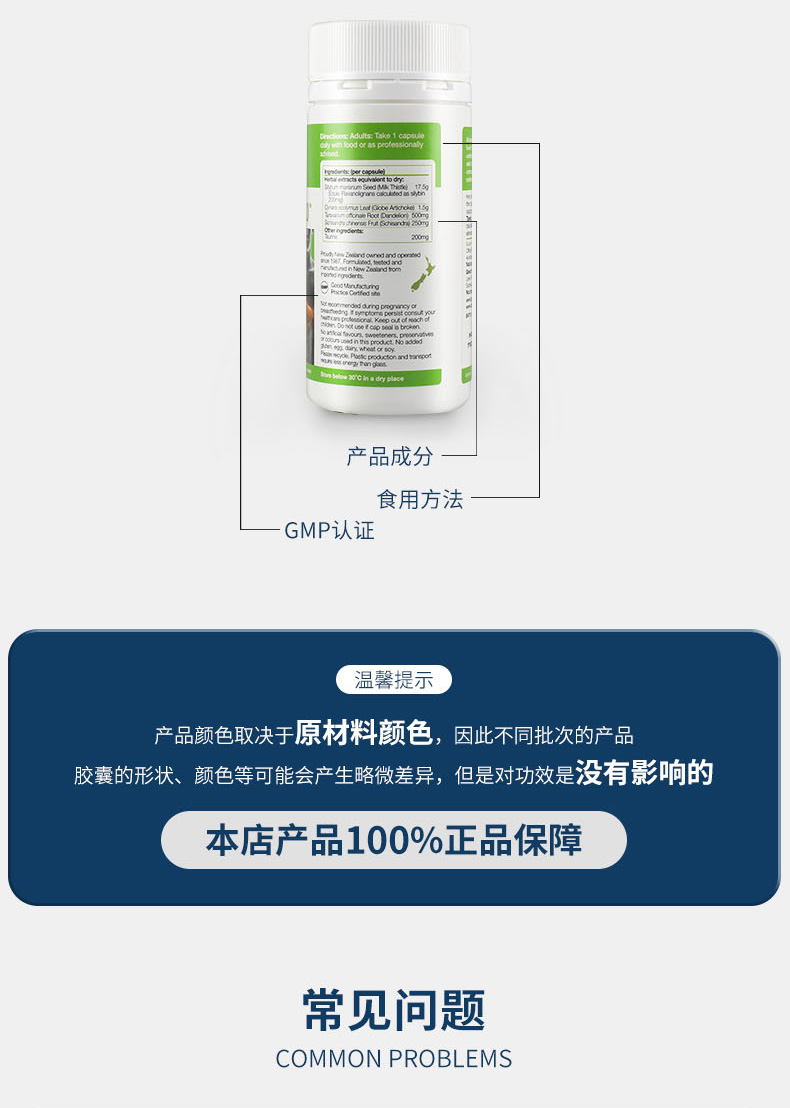 Directions: Adults: Take 1 capsule
daily with food or as professionally
advised.
Ingredients: (per capsule)
Herbal extracts equivalent to dry:
Silybum marianum Seed (Milk Thistle) 17.5g
(Equiv. Flavanolignans calculated as silybin
200mg)
Cynara scolymus Leaf (Globe Artichoke) 1.5g
Taraxacum officinale Root (Dandelion) 500mg
Schisandra chinensis Fruit (Schisandra) 250mg
Other ingredients:
Taurine 200mg
Proudly New Zealand owned and operated
since 1987. Formulated, tested and
manufactured in New Zealand from
imported ingredients.
Good Manufacturing
Practice Certified site
Not recommended during pregnancy or
breastfeeding. If symptoms persist consult your
healthcare professional. Keep out of reach of
children. Do not use if cap seal is broken.
No artificial flavours, sweeteners, preservatives
or colours used in this product. No added
gluten, egg, dairy, wheat or soy.
Please recycle. Plastic production and transport
require less energy than glass.
Store below 30°C in a dry place
产品成分
食用方法
GMP认证
温馨提示
产品颜色取决于原材料颜色，因此不同批次的产品
胶囊的形状、颜色等可能会产生略微差异，但是对功效是没有影响的
本店产品100%正品保障
常见问题
COMMON PROBLEMS